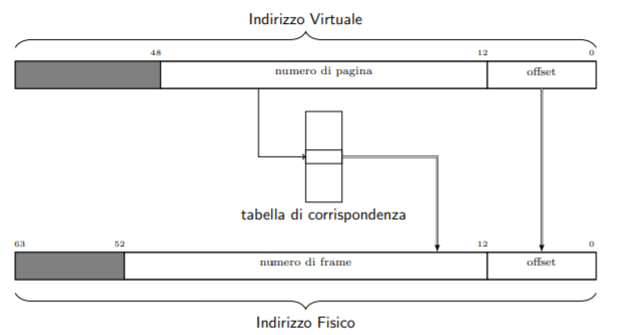 Indirizzo Virtuale
48 12 0
numero di pagina offset
tabella di corrispondenza
63 52 12 0
numero di frame offset
Indirizzo Fisico